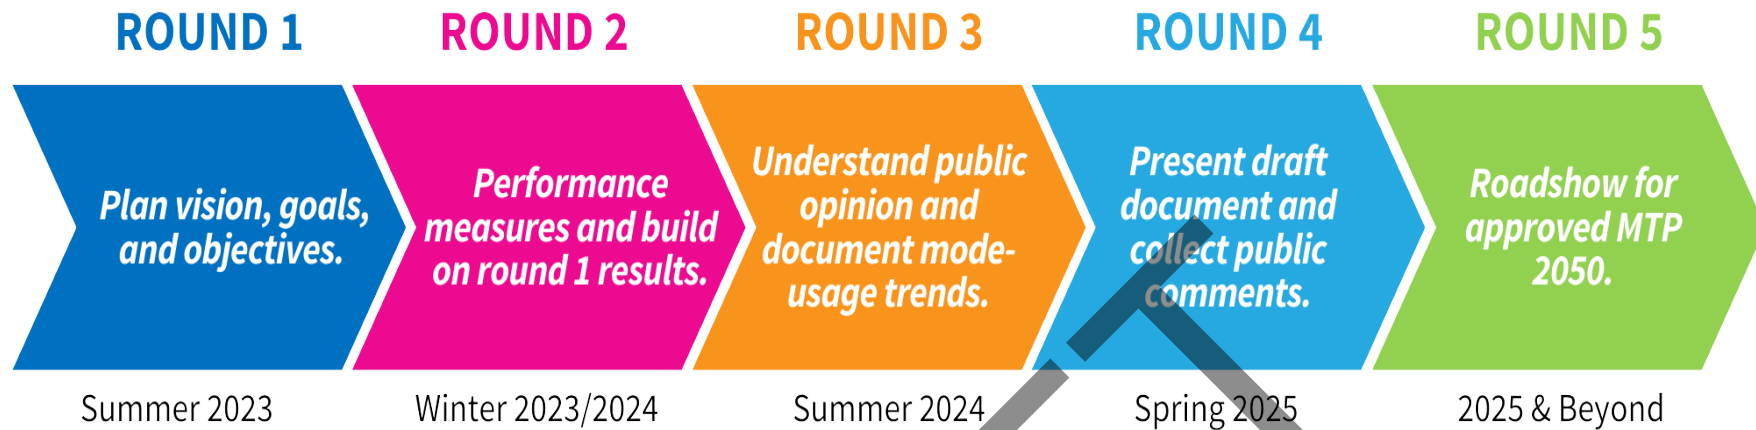 ROUND 1
ROUND 2
ROUND 3
ROUND 4
ROUND 5
Plan vision, goals,
and objectives.
Performance
measures and build
on round 1 results.
Understand public
opinion and
document mode-
usage trends.
Present draft
document and
collect public
comments.
Roadshow for
approved MTP
2050.
Summer 2023
Winter 2023/2024
Summer 2024
Spring 2025
2025 & Beyond